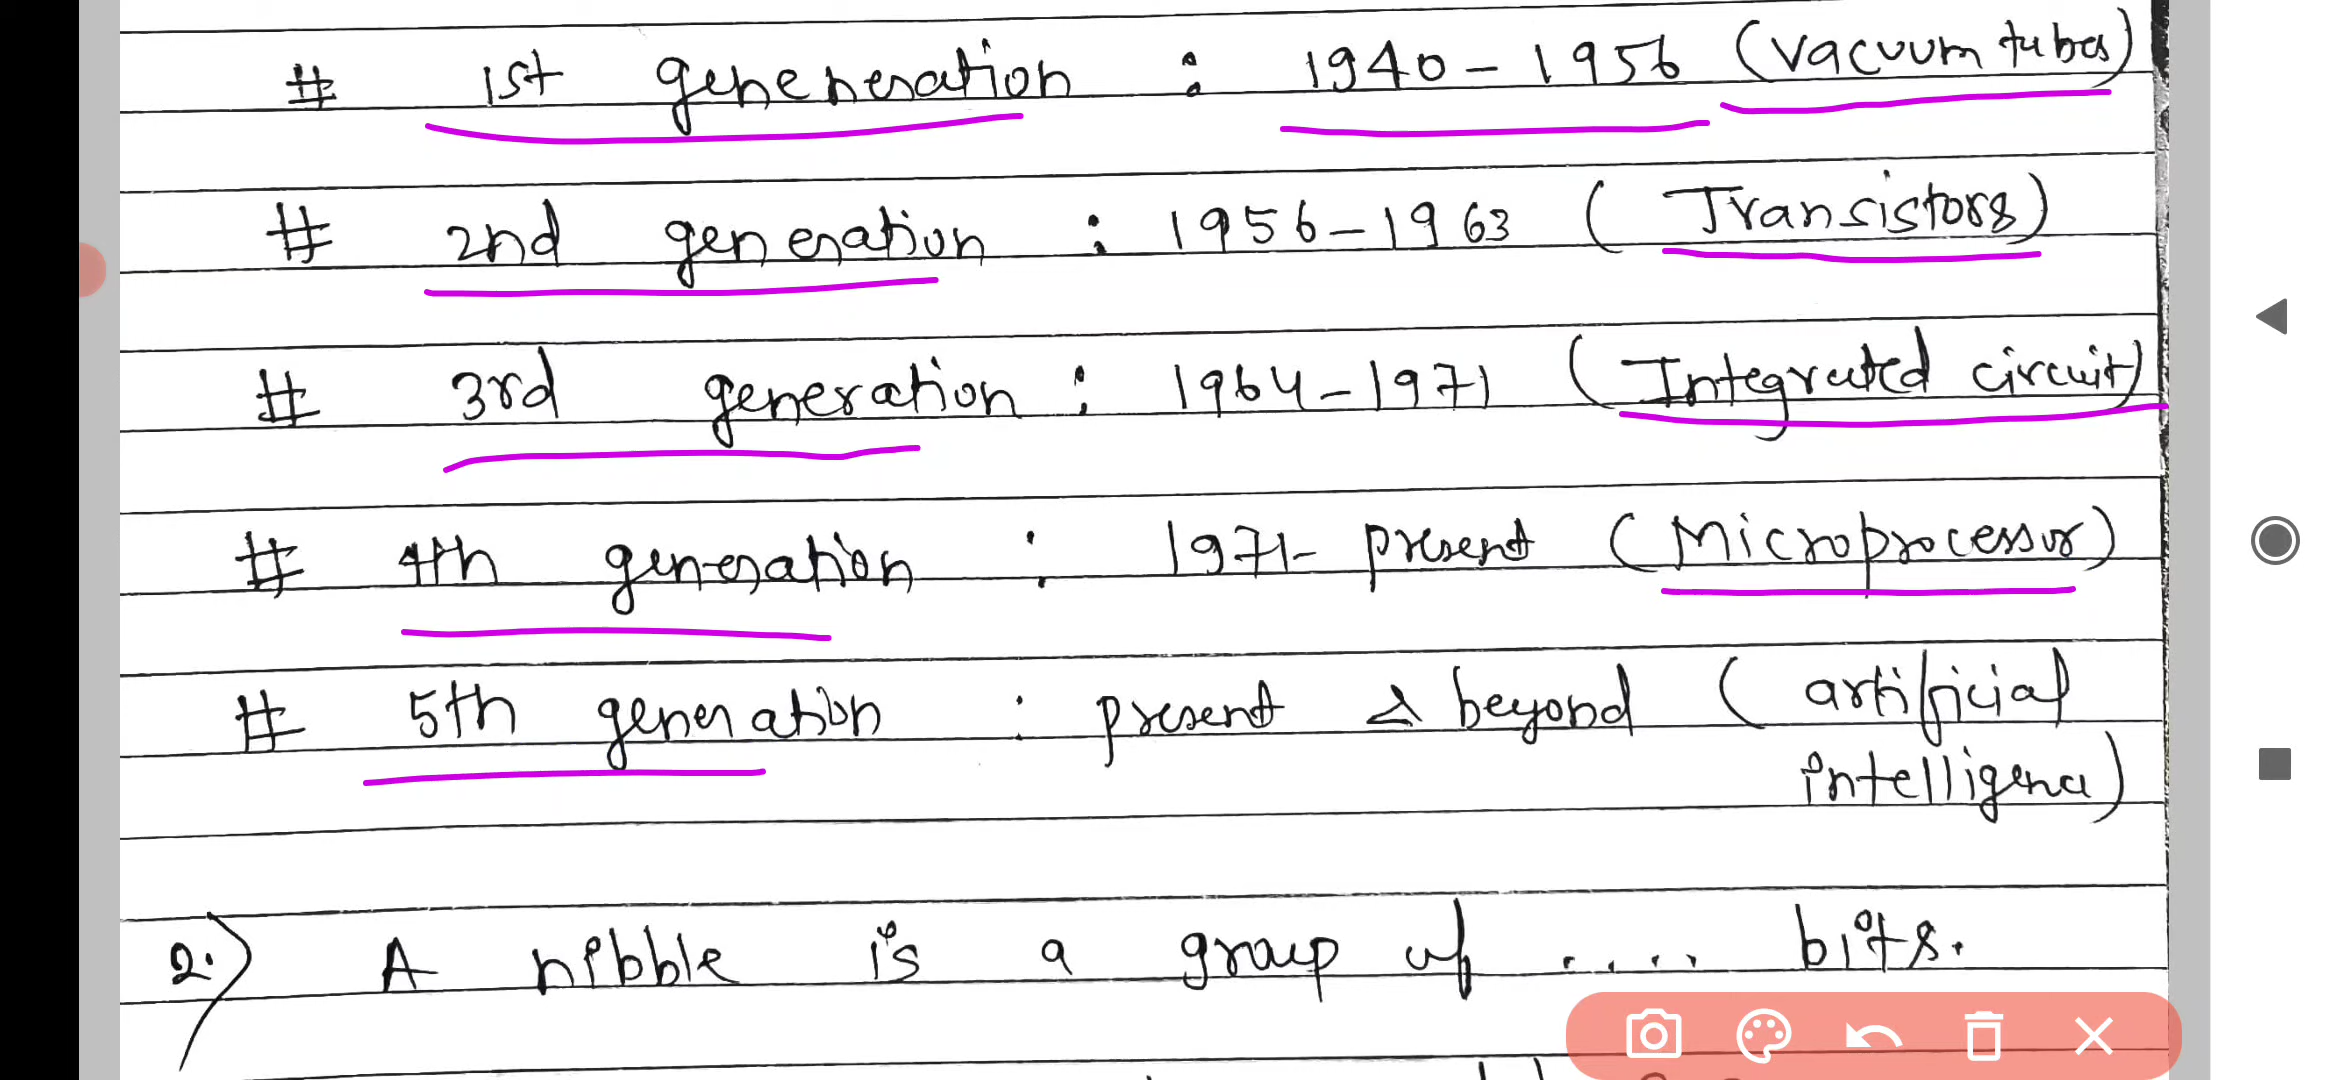 # 1st geneneration : 1940 - 1956 (vacuum tubes)
# 2nd generation : 1956 - 1963 (Transistors)
# 3rd generation : 1964 - 1971 (Integrated circuit)
# 4th generation : 1971 - present (Microprocessor)
# 5th generation : present & beyond (artificial
intelligence)
2.) A nibble is a group of .... bits.